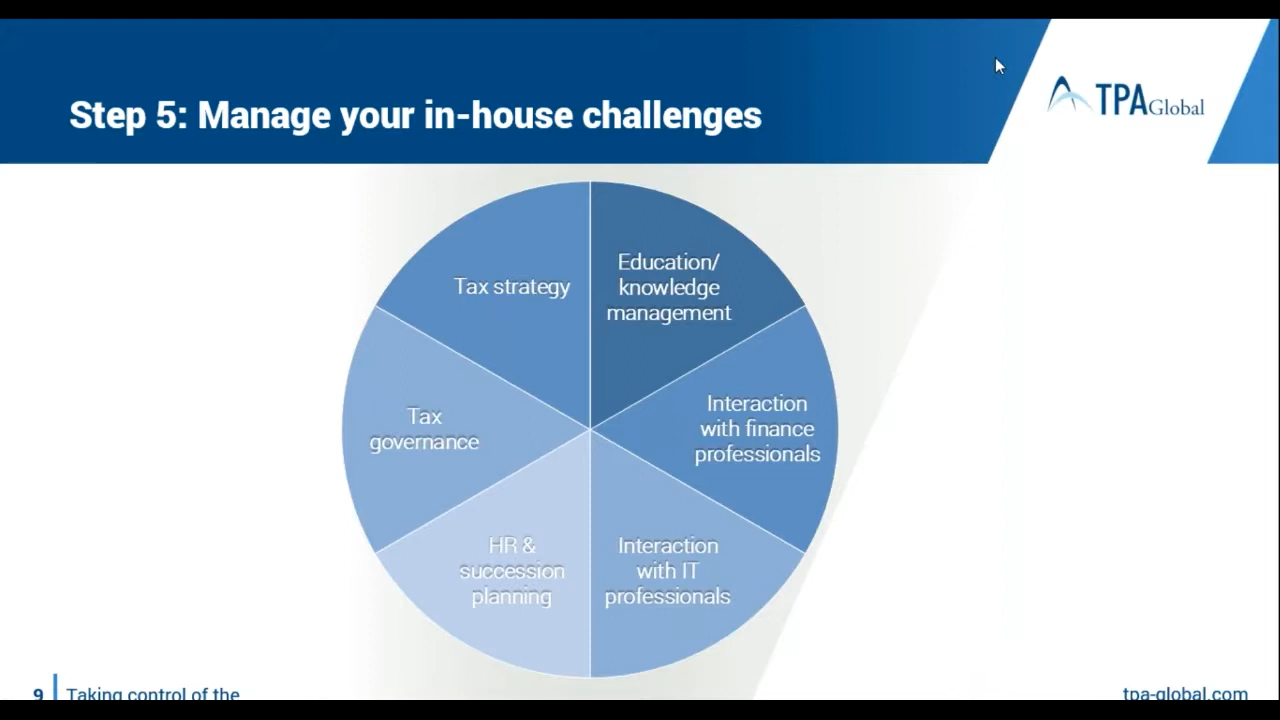 Step 5: Manage your in-house challenges
TPA Global
Tax strategy
Education/
knowledge
management
Interaction
with finance
professionals
Interaction
with IT
professionals
HR &
succession
planning
Tax
governance
9 Taking control of the
tpa-global.com